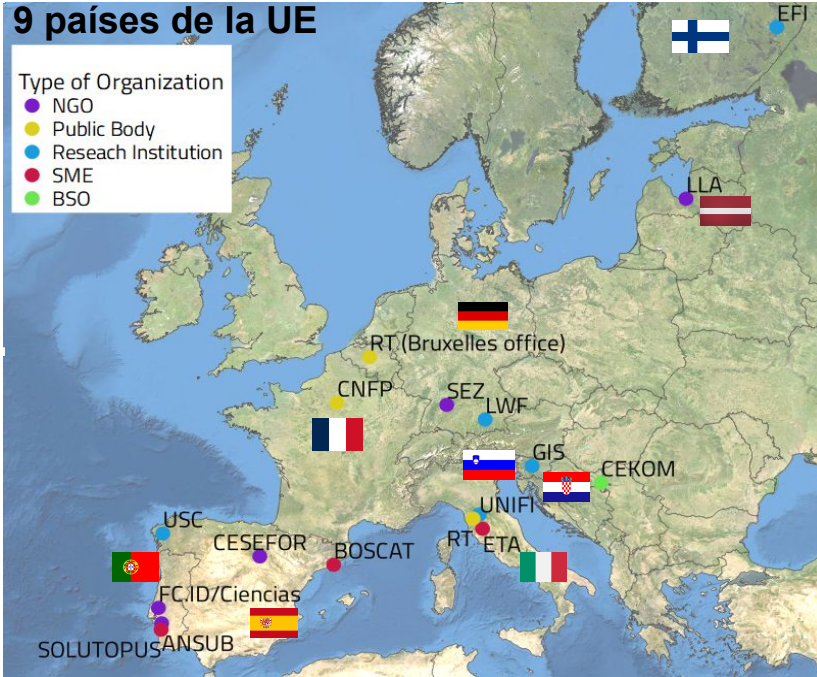 9 países de la UE
Type of Organization
NGO
Public Body
Reseach Institution
SME
BSO
EFI
LLA
RT (Bruxelles office)
CNFP
SEZ
LWF
GIS
CEKOM
UNIFI
RT
ETA
USC
CESEFOR
BOSCAT
FC.ID/Ciencias
ANSUB
SOLUTOPUS